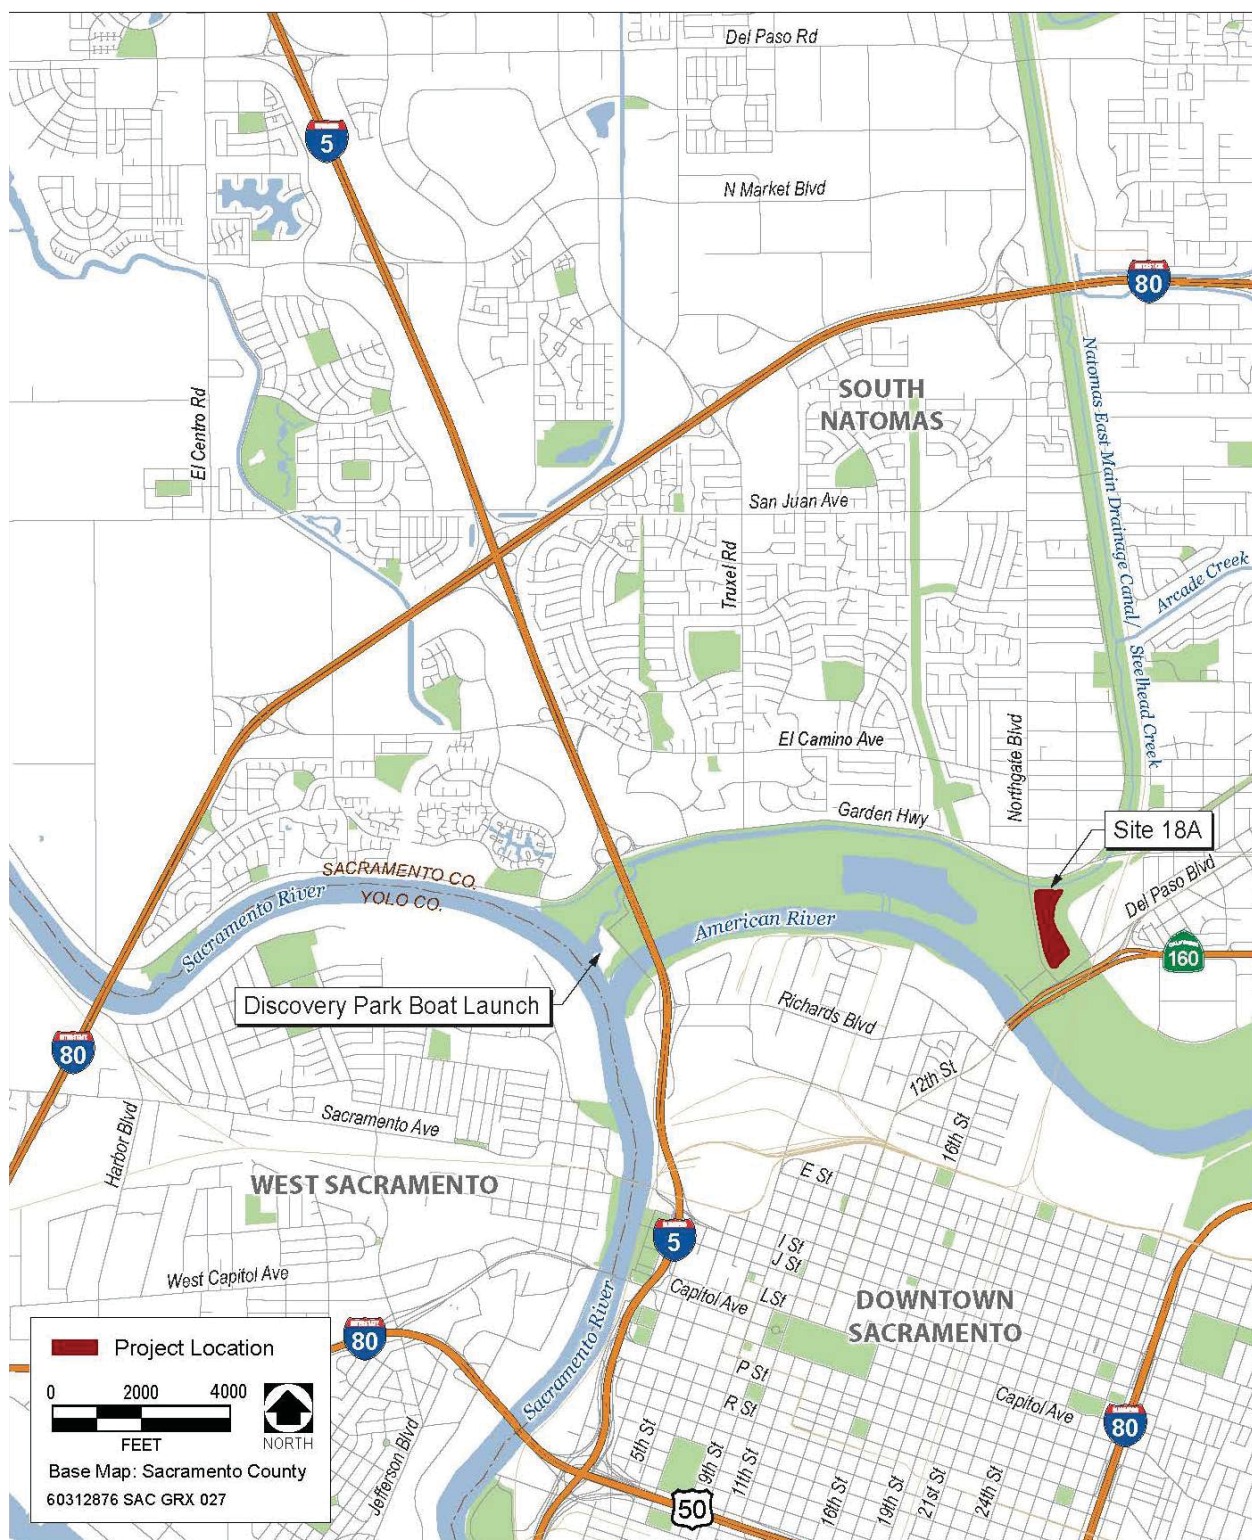 Del Paso Rd
5
N Market Blvd
80
SOUTH
NATOMAS
Natomas East Main Drainage Canal/
Steelhead Creek
El Centro Rd
San Juan Ave
Truxel Rd
Arcade Creek
El Camino Ave
Northgate Blvd
Garden Hwy
Site 18A
Del Paso Blvd
SACRAMENTO CO.
YOLO CO.
Sacramento River
American River
160
Discovery Park Boat Launch
Richards Blvd
80
12th St
Harbor Blvd
Sacramento Ave
16th St
WEST SACRAMENTO
E St
5
I St
J St
West Capitol Ave
Capitol Ave
LSt
DOWNTOWN
SACRAMENTO
Sacramento River
80
P St
R St
Capitol Ave
80
Jefferson Blvd
5th St
9th St
11th St
16th St
19th St
21st St
24th St
50
Project Location
0 2000 4000
FEET
NORTH
Base Map: Sacramento County
60312876 SAC GRX 027